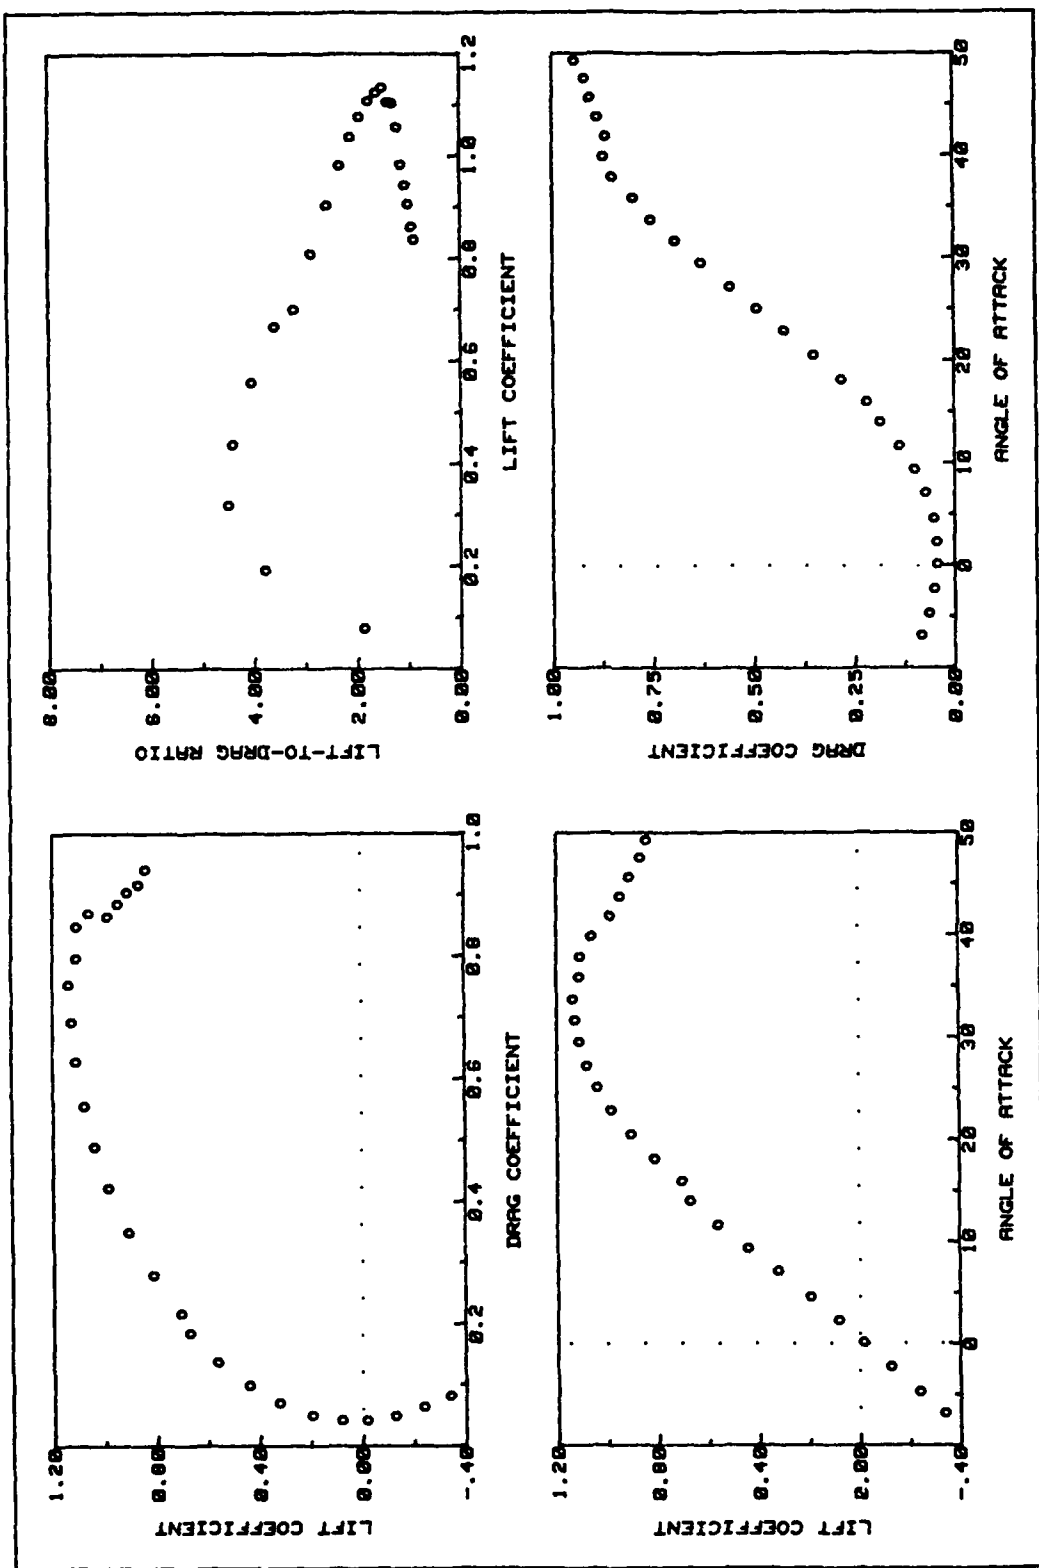 LIFT COEFFICIENT
1.20
0.80
0.40
0.00
-.40
0.2 0.4 0.6 0.8 1.0
DRAG COEFFICIENT
LIFT-TO-DRAG RATIO
8.00
6.00
4.00
2.00
0.00
0.2 0.4 0.6 0.8 1.0 1.2
LIFT COEFFICIENT
LIFT COEFFICIENT
1.20
0.80
0.40
0.00
-.40
0 10 20 30 40 50
ANGLE OF ATTACK
DRAG COEFFICIENT
1.00
0.75
0.50
0.25
0.00
0 10 20 30 40 50
ANGLE OF ATTACK